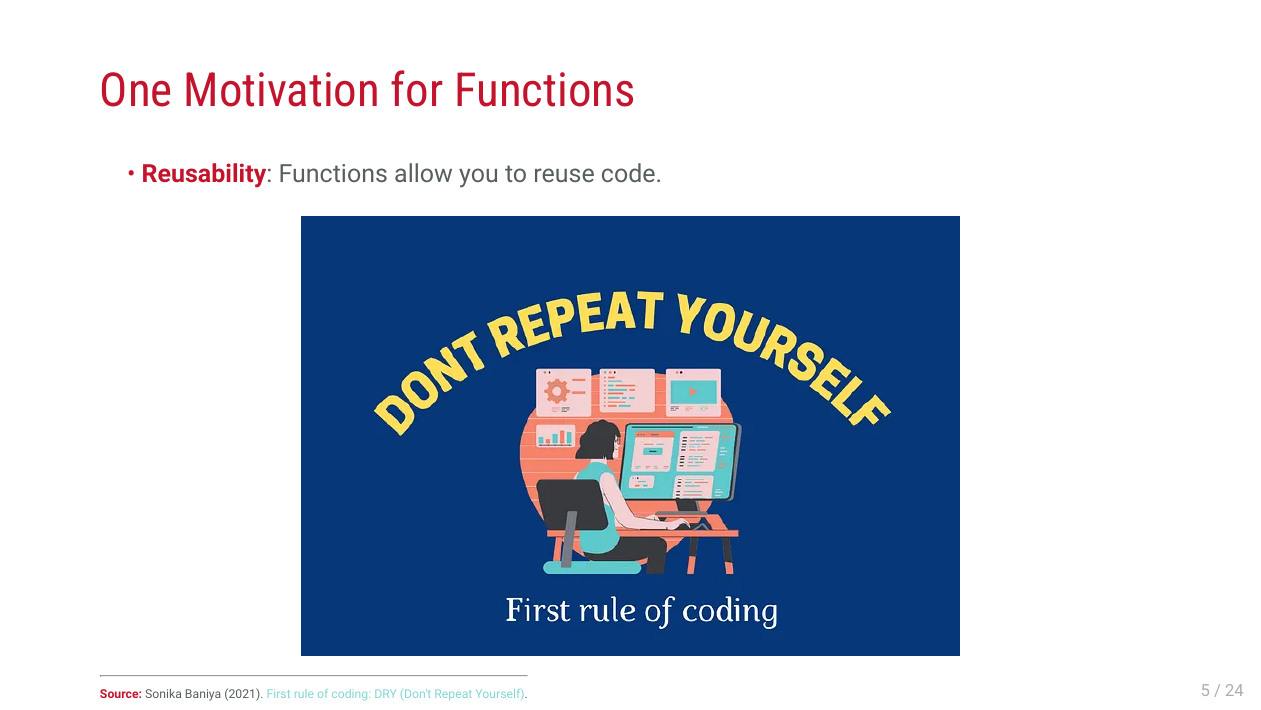 One Motivation for Functions
• Reusability: Functions allow you to reuse code.
DONT REPEAT YOURSELF
First rule of coding
Source: Sonika Baniya (2021). First rule of coding: DRY (Don't Repeat Yourself).
5 / 24